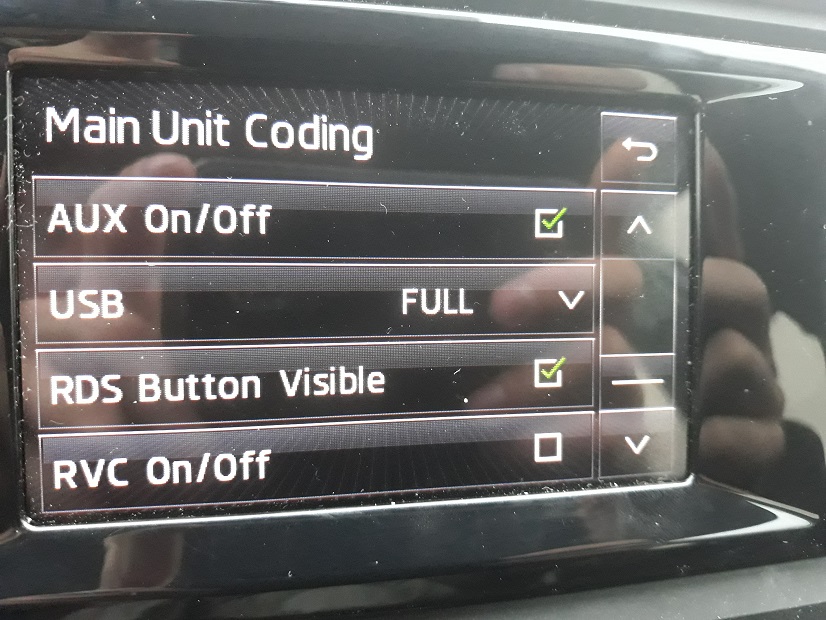 Main Unit Coding
AUX On/Off
USB FULL
RDS Button Visible
RVC On/Off